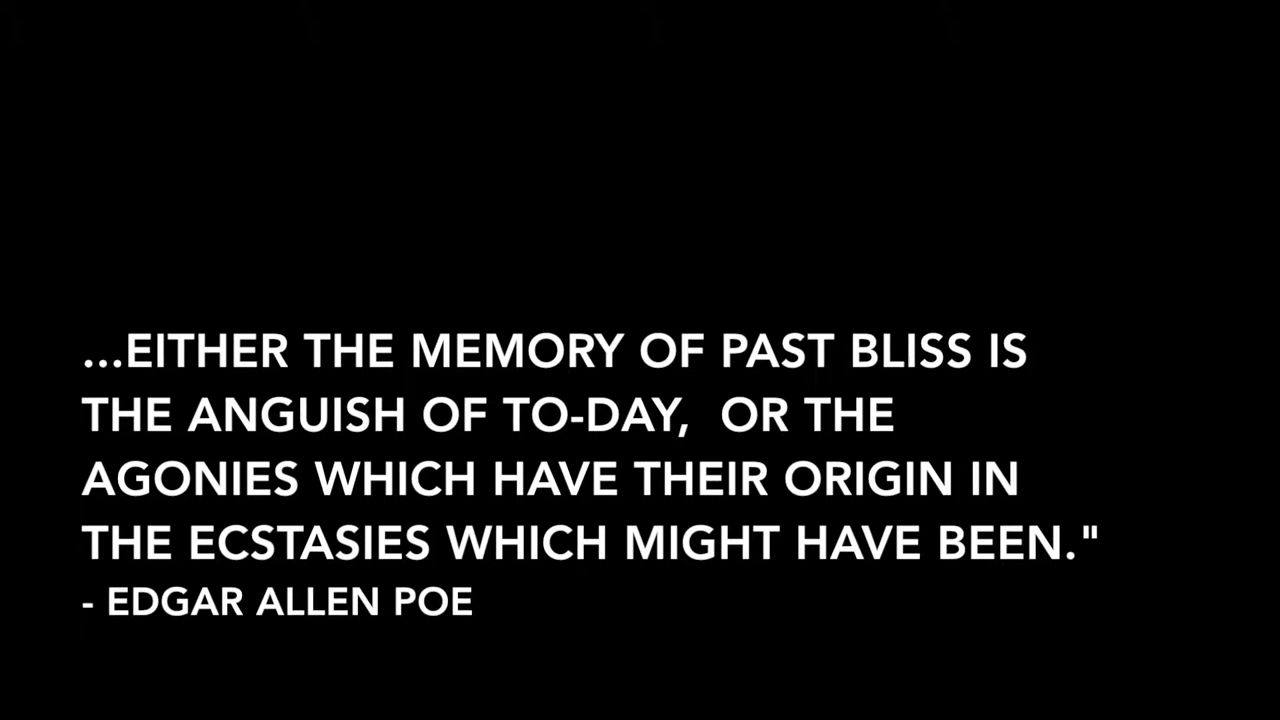 ...EITHER THE MEMORY OF PAST BLISS IS
THE ANGUISH OF TO-DAY,  OR THE
AGONIES WHICH HAVE THEIR ORIGIN IN
THE ECSTASIES WHICH MIGHT HAVE BEEN."
- EDGAR ALLEN POE